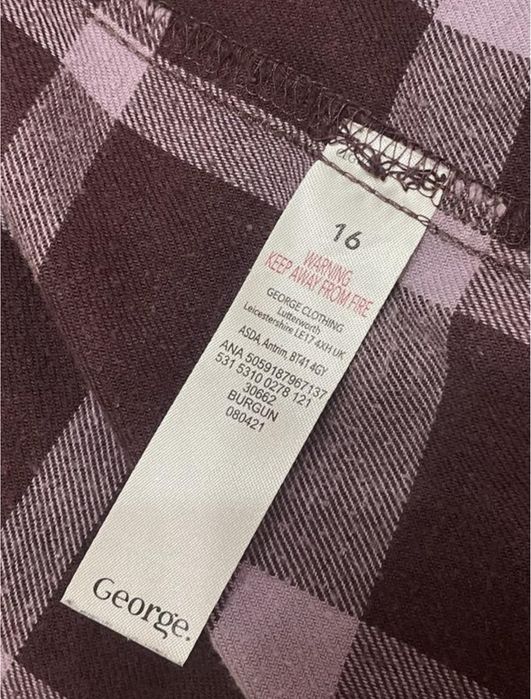 16
WARNING
KEEP AWAY FROM FIRE
GEORGE CLOTHING
Lutterworth
Leicestershire LE17 4XH UK
ASDA, Antrim, BT41 4GY
ANA 5059187967137
531 5310 0278 121
30662
BURGUN
080421
George.